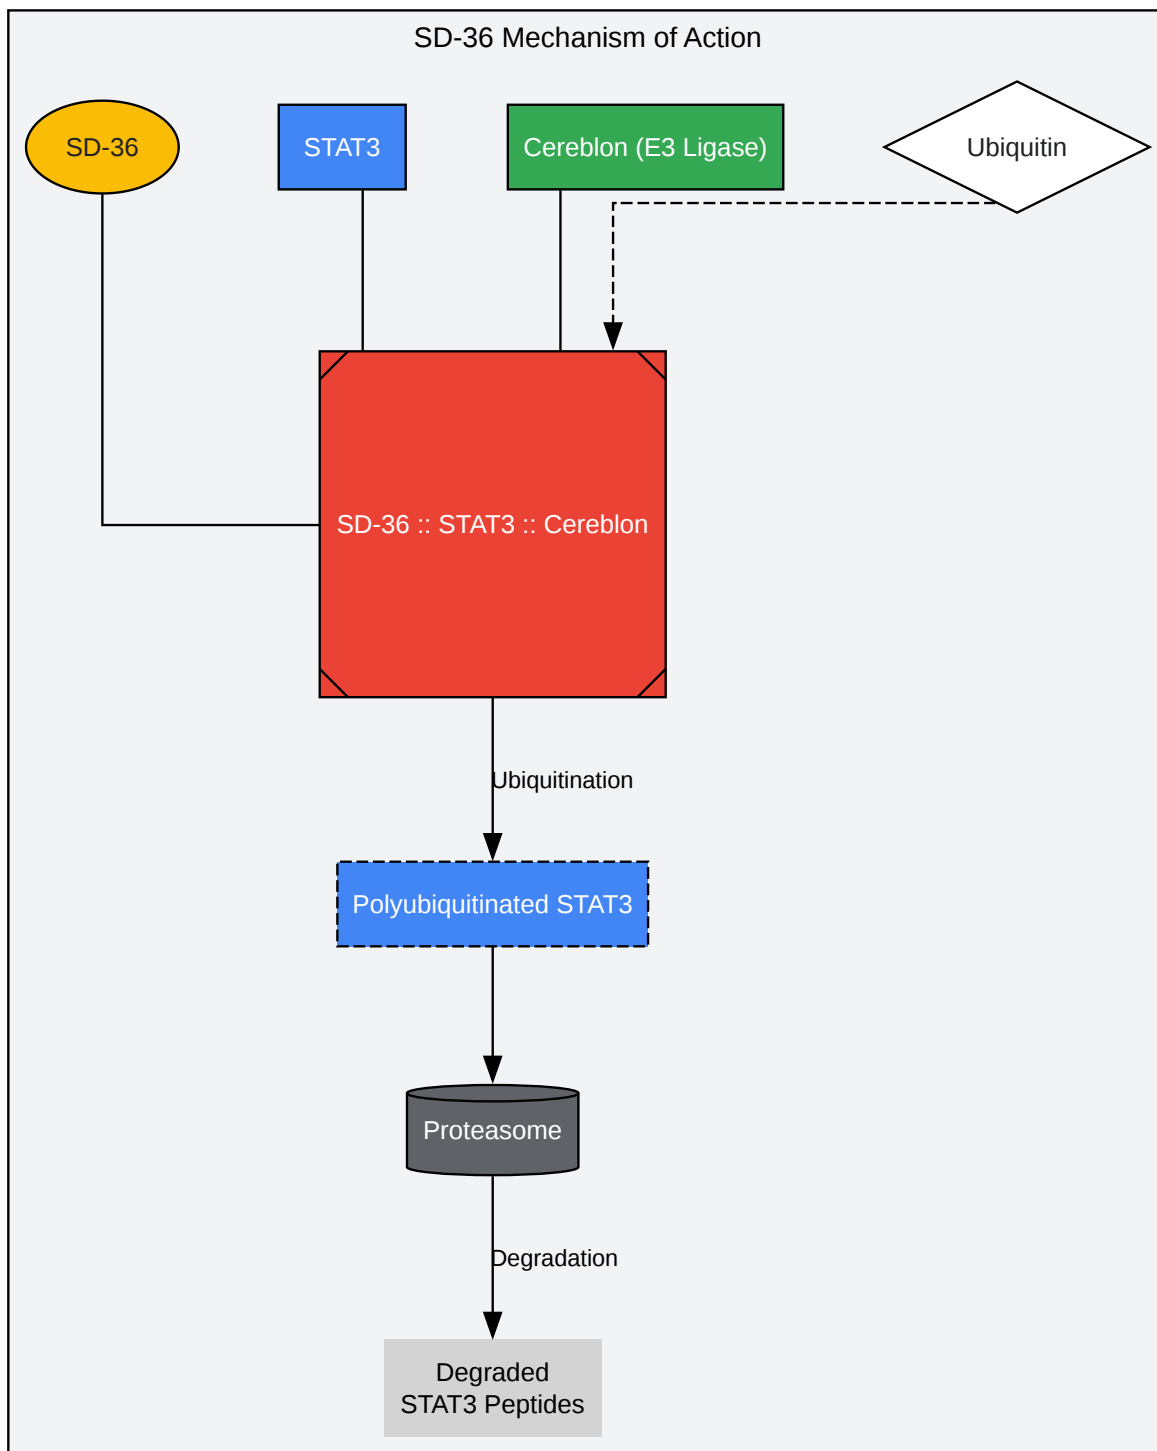 SD-36 Mechanism of Action
SD-36
STAT3
Cereblon (E3 Ligase)
Ubiquitin
SD-36 :: STAT3 :: Cereblon
Ubiquitination
Polyubiquitinated STAT3
Proteasome
Degradation
Degraded
STAT3 Peptides